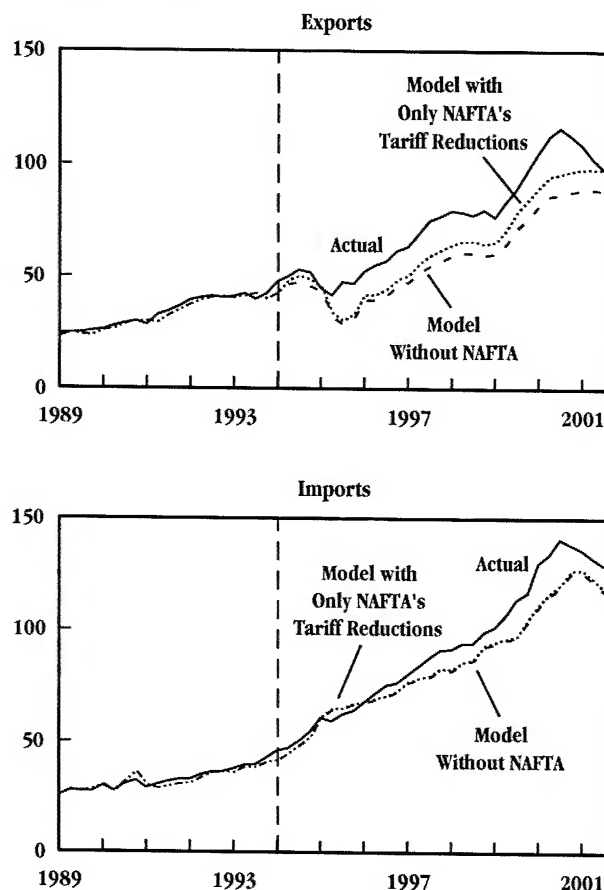 Exports
150
Model with
Only NAFTA's
Tariff Reductions
100
Actual
50
Model
Without NAFTA
0
1989 1993 1997 2001
Imports
150
Actual
Model with
Only NAFTA's
Tariff Reductions
100
Model
Without NAFTA
50
0
1989 1993 1997 2001